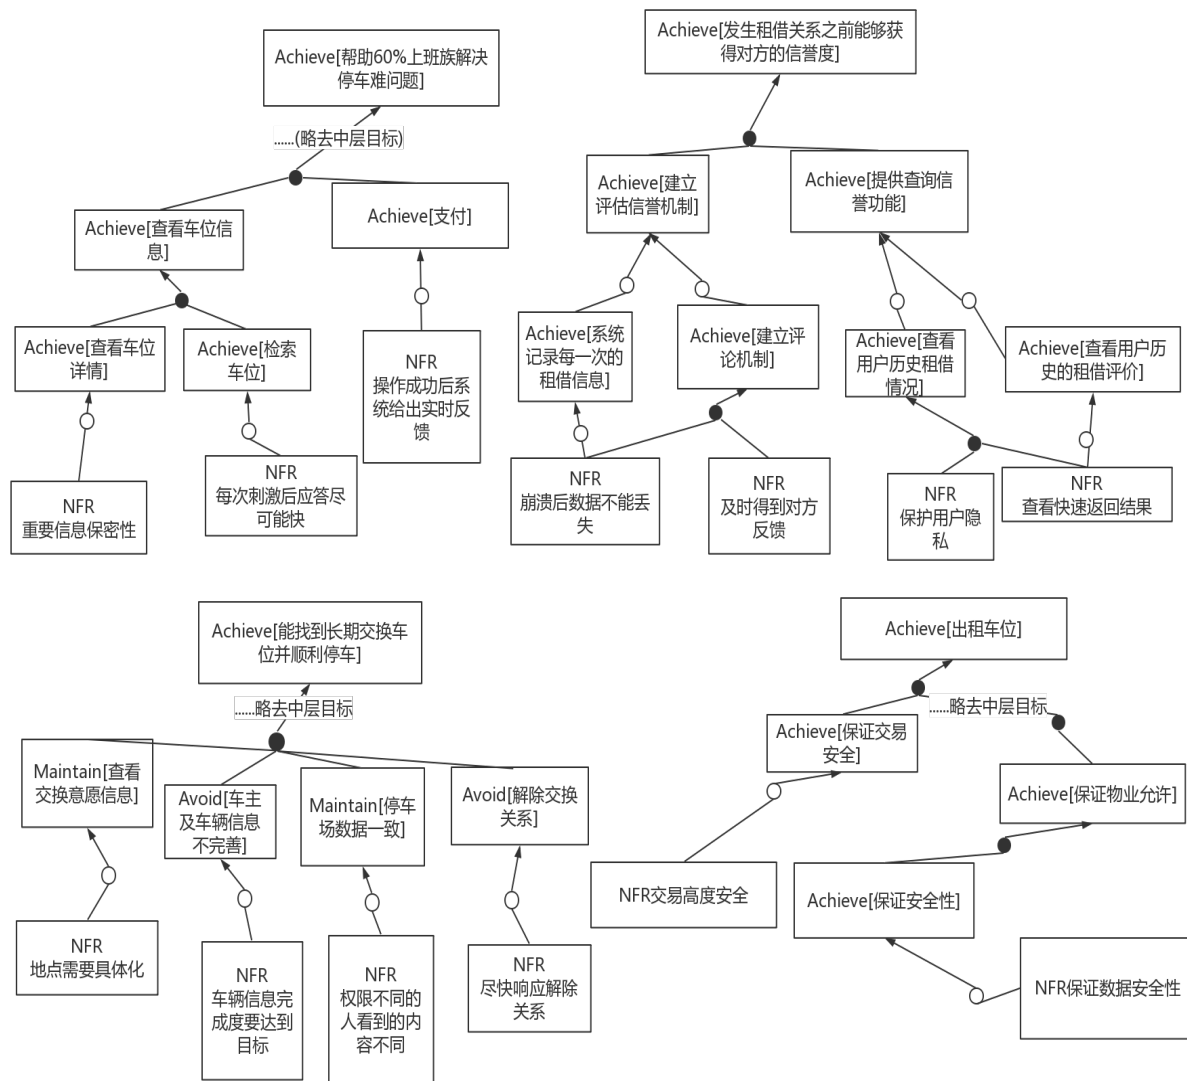 Achieve[帮助60%上班族解决
停车难问题]
......(略去中层目标)
Achieve[查看车位信
息]
Achieve[支付]
Achieve[查看车位
详情]
Achieve[检索
车位]
NFR
操作成功后系
统给出实时反
馈
NFR
重要信息保密性
NFR
每次刺激后应答尽
可能快
Achieve[发生租借关系之前能够获
得对方的信誉度]
Achieve[建立
评估信誉机制]
Achieve[提供查询信
誉功能]
Achieve[系统
记录每一次的
租借信息]
Achieve[建立评
论机制]
Achieve[查看
用户历史租借
情况]
Achieve[查看用户历
史的租借评价]
NFR
崩溃后数据不能丢
失
NFR
及时得到对方
反馈
NFR
保护用户隐
私
NFR
查看快速返回结果
Achieve[能找到长期交换车
位并顺利停车]
......略去中层目标
Maintain[查看
交换意愿信息]
Avoid[车主
及车辆信息
不完善]
Maintain[停车
场数据一致]
Avoid[解除交换
关系]
NFR
地点需要具体化
NFR
车辆信息完
成度要达到
目标
NFR
权限不同的
人看到的内
容不同
NFR
尽快响应解除
关系
Achieve[出租车位]
......略去中层目标
Achieve[保证交易
安全]
Achieve[保证物业允许]
NFR交易高度安全
Achieve[保证安全性]
NFR保证数据安全性